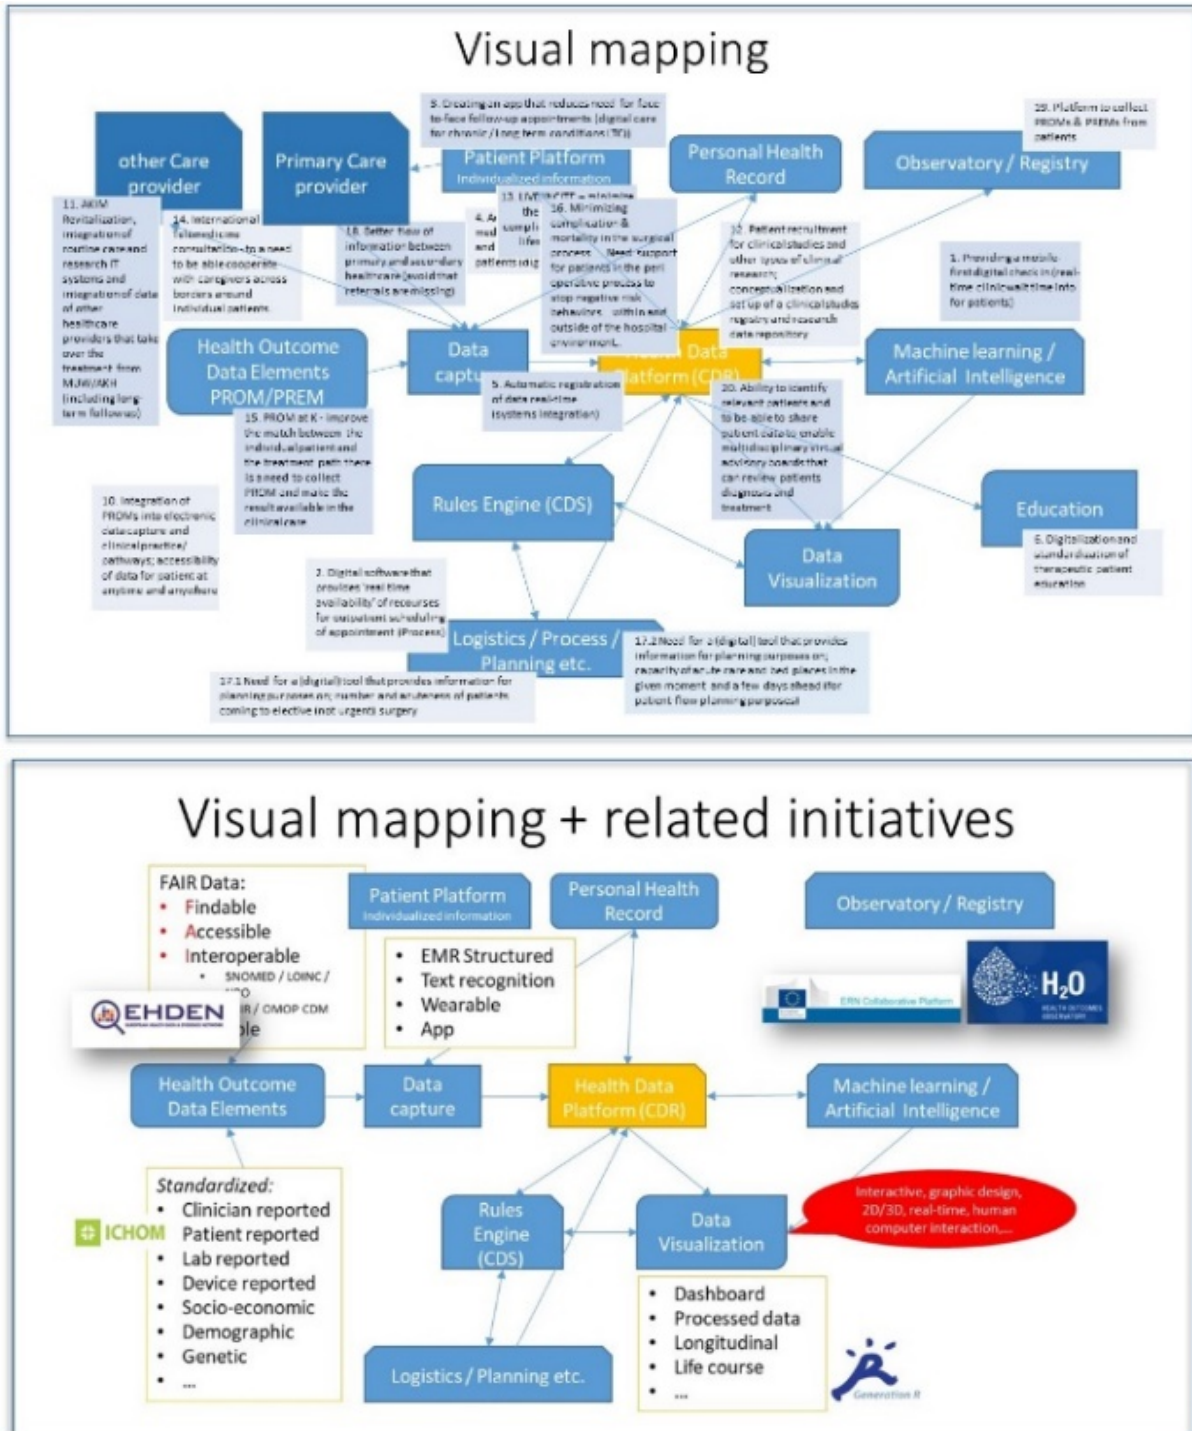 Visual mapping
other Care
provider
Primary Care
provider
9. Creating an app that reduces need for face-
to-face follow-up appointments (digital care
for chronic / Long term conditions LTC))
Patient Platform
Individualized information
Personal Health
Record
19. Platform to collect
PROMs & PREMs from
patients
Observatory / Registry
11. AKIM
Revitalization,
integration of
routine care and
research IT
systems and
integration of data
of other
healthcare
providers that take
over the
treatment from
MUW/AKH
(including long-
term follow up)
14. International
Telemedicine
consultation - to a need
to be able cooperate
with caregivers across
borders around
individual patients
18. Better flow of
information between
primary and secondary
healthcare (avoid that
referrals are missing)
16. Minimizing
complication &
mortality in the surgical
process. Need support
for patients in the peri
operative process to
stop negative risk
behaviors within and
outside of the hospital
environment.
12. Patient recruitment
for clinical studies and
other types of clinical
research;
conceptualization and
set up of a clinical studies
registry and research
data repository
1. Providing a mobile-
first digital check in (real-
time clinic wait time info
for patients)
Health Outcome
Data Elements
PROM/PREM
Data
capture
Health Data
Platform (CDR)
Machine learning /
Artificial Intelligence
5. Automatic registration
of data real-time
(systems integration)
20. Ability to identify
relevant patients and
to be able to share
patient data to enable
multidisciplinary virtual
advisory boards that
can review patients
diagnosis and
treatment
15. PROM at K - improve
the match between the
individual patient and
the treatment path there
is a need to collect
PROM and make the
result available in the
clinical care
10. Integration of
PROMs into electronic
data capture and
clinical practice/
pathways; accessibility
of data for patient at
anytime and anywhere
Rules Engine (CDS)
Education
6. Digitalization and
standardization of
therapeutic patient
education
Data
Visualization
2. Digital software that
provides 'real time
availability' of recourses
for outpatient scheduling
of appointment (iProcess)
Logistics / Process /
Planning etc.
17.2 Need for a (digital) tool that provides
information for planning purposes on;
capacity of acute care and bed places in the
given moment and a few days ahead (for
patient flow planning purposes)
17.1 Need for a (digital) tool that provides information for
planning purposes on; number and acuteness of patients
coming to elective (not urgent) surgery
Visual mapping + related initiatives
FAIR Data:
• Findable
• Accessible
• Interoperable
• SNOMED / LOINC /
/ OMOP CDM
EHDEN
EUROPEAN HEALTH DATA & EVIDENCE NETWORK
Patient Platform
Individualized information
• EMR Structured
• Text recognition
• Wearable
• App
Personal Health
Record
Observatory / Registry
ERN Collaborative Platform
H2O
HEALTH OUTCOMES
OBSERVATORY
Health Outcome
Data Elements
Data
capture
Health Data
Platform (CDR)
Machine learning /
Artificial Intelligence
Standardized:
• Clinician reported
• Patient reported
• Lab reported
• Device reported
• Socio-economic
• Demographic
• Genetic
• ...
ICHOM
Rules
Engine
(CDS)
Data
Visualization
Interactive, graphic design,
2D/3D, real-time, human
computer interaction,...
• Dashboard
• Processed data
• Longitudinal
• Life course
• ...
Logistics / Planning etc.
Generation R